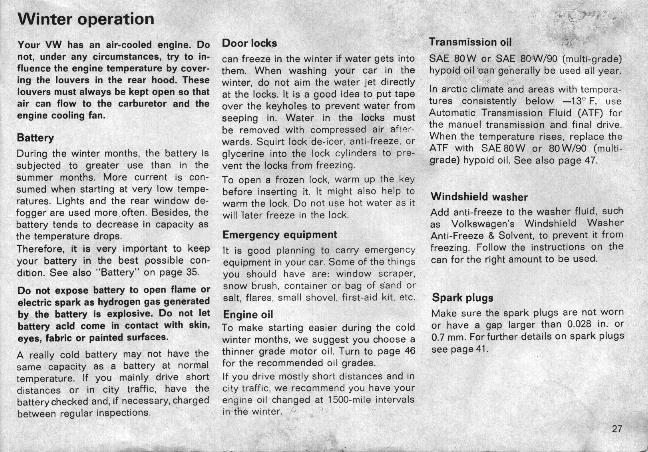 Winter operation
Your VW has an air-cooled engine. Do
not, under any circumstances, try to in-
fluence the engine temperature by cover-
ing the louvers in the rear hood. These
louvers must always be kept open so that
air can flow to the carburetor and the
engine cooling fan.
Battery
During the winter months, the battery is
subjected to greater use than in the
summer months. More current is con-
sumed when starting at very low tempe-
ratures. Lights and the rear window de-
fogger are used more often. Besides, the
battery tends to decrease in capacity as
the temperature drops.
Therefore, it is very important to keep
your battery in the best possible con-
dition. See also "Battery" on page 35.
Do not expose battery to open flame or
electric spark as hydrogen gas generated
by the battery is explosive. Do not let
battery acid come in contact with skin,
eyes, fabric or painted surfaces.
A really cold battery may not have the
same capacity as a battery at normal
temperature. If you mainly drive short
distances or in city traffic, have the
battery checked and, if necessary, charged
between regular inspections.
Door locks
can freeze in the winter if water gets into
them. When washing your car in the
winter, do not aim the water jet directly
at the locks. It is a good idea to put tape
over the keyholes to prevent water from
seeping in. Water in the locks must
be removed with compressed air after-
wards. Squirt lock de-icer, anti-freeze, or
glycerine into the lock cylinders to pre-
vent the locks from freezing.
To open a frozen lock, warm up the key
before inserting it. It might also help to
warm the lock. Do not use hot water as it
will later freeze in the lock.
Emergency equipment
It is good planning to carry emergency
equipment in your car. Some of the things
you should have are: window scraper,
snow brush, container or bag of sand or
salt, flares, small shovel, first-aid kit, etc.
Engine oil
To make starting easier during the cold
winter months, we suggest you choose a
thinner grade motor oil. Turn to page 46
for the recommended oil grades.
If you drive mostly short distances and in
city traffic, we recommend you have your
engine oil changed at 1500-mile intervals
in the winter.
Transmission oil
SAE 80W or SAE 80W/90 (multi-grade)
hypoid oil can generally be used all year.
In arctic climate and areas with tempera-
tures consistently below —13° F, use
Automatic Transmission Fluid (ATF) for
the manuel transmission and final drive.
When the temperature rises, replace the
ATF with SAE 80W or 80W/90 (multi-
grade) hypoid oil. See also page 47.
Windshield washer
Add anti-freeze to the washer fluid, such
as Volkswagen's Windshield Washer
Anti-Freeze & Solvent, to prevent it from
freezing. Follow the instructions on the
can for the right amount to be used.
Spark plugs
Make sure the spark plugs are not worn
or have a gap larger than 0.028 in. or
0.7 mm. For further details on spark plugs
see page 41.
27